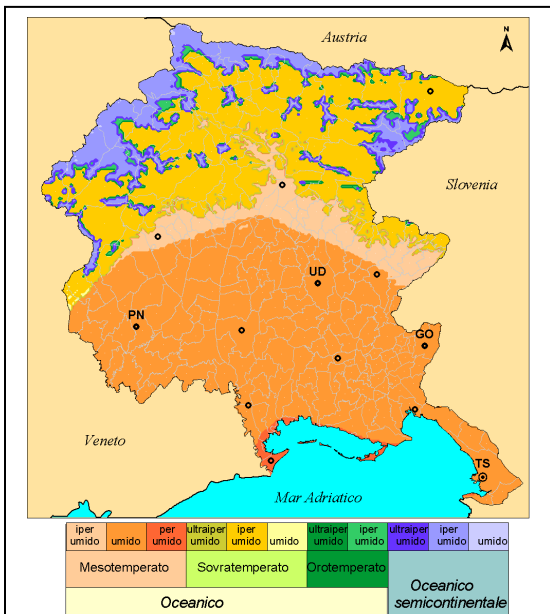 Austria
N
Slovenia
UD
PN
GO
Veneto
TS
Mar Adriatico
iper umido
umido
per umido
ultraiper umido
iper umido
umido
ultraiper umido
iper umido
ultraiper umido
iper umido
umido
Mesotemperato
Sovratemperato
Orotemperato
Oceanico
Oceanico
semicontinentale